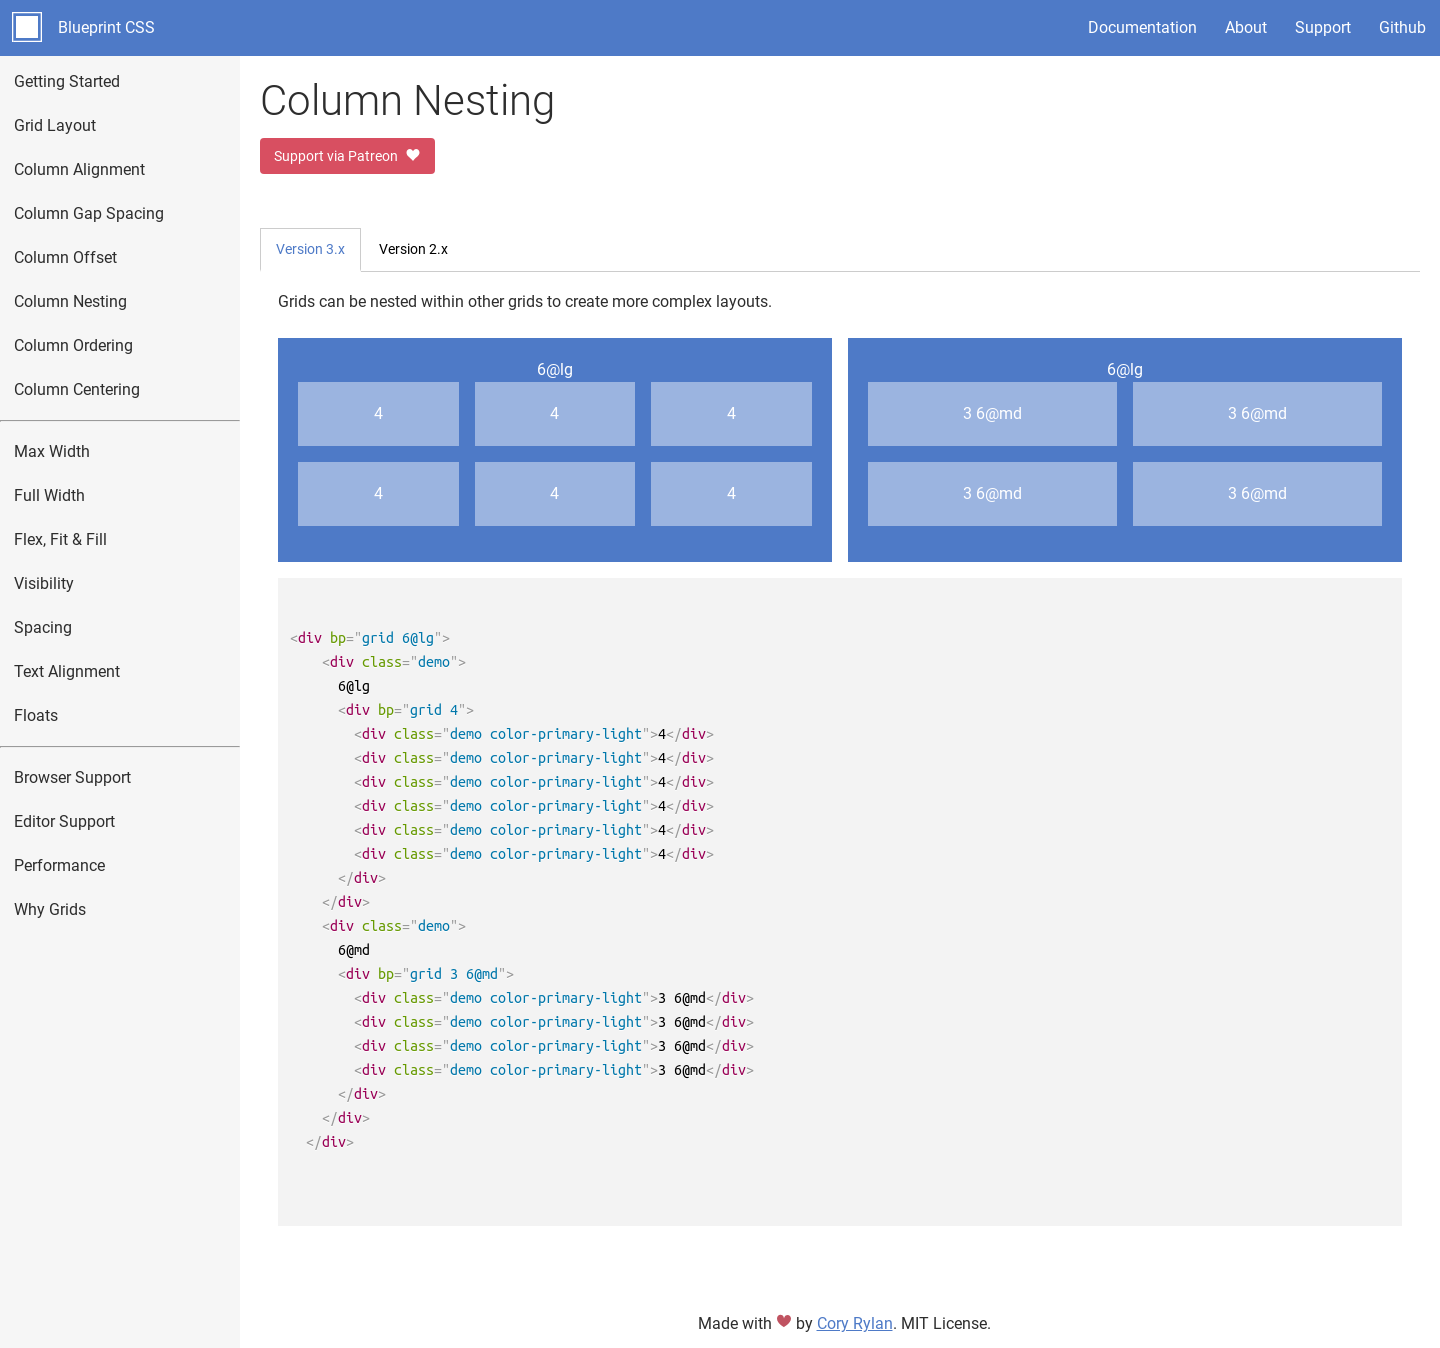 Blueprint CSS
Documentation About Support Github
Getting Started
Grid Layout
Column Alignment
Column Gap Spacing
Column Offset
Column Nesting
Column Ordering
Column Centering
Max Width
Full Width
Flex, Fit & Fill
Visibility
Spacing
Text Alignment
Floats
Browser Support
Editor Support
Performance
Why Grids
Column Nesting
Support via Patreon
Version 3.x Version 2.x
Grids can be nested within other grids to create more complex layouts.
6@lg
4 4 4
4 4 4
6@lg
3 6@md 3 6@md
3 6@md 3 6@md
<div bp="grid 6@lg">
    <div class="demo">
      6@lg
      <div bp="grid 4">
        <div class="demo color-primary-light">4</div>
        <div class="demo color-primary-light">4</div>
        <div class="demo color-primary-light">4</div>
        <div class="demo color-primary-light">4</div>
        <div class="demo color-primary-light">4</div>
        <div class="demo color-primary-light">4</div>
      </div>
    </div>
    <div class="demo">
      6@md
      <div bp="grid 3 6@md">
        <div class="demo color-primary-light">3 6@md</div>
        <div class="demo color-primary-light">3 6@md</div>
        <div class="demo color-primary-light">3 6@md</div>
        <div class="demo color-primary-light">3 6@md</div>
      </div>
    </div>
  </div>
Made with ♥ by Cory Rylan. MIT License.